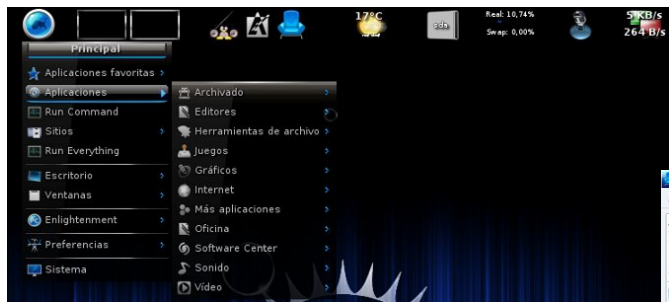 17°C
sda
Real: 10,74%
Swap: 0,00%
5 KB/s
264 B/s
Principal
Aplicaciones favoritas
Aplicaciones
Run Command
Sitios
Run Everything
Escritorio
Ventanas
Enlightenment
Preferencias
Sistema
Archivado
Editores
Herramientas de archivo
Juegos
Gráficos
Internet
Más aplicaciones
Oficina
Software Center
Sonido
Vídeo